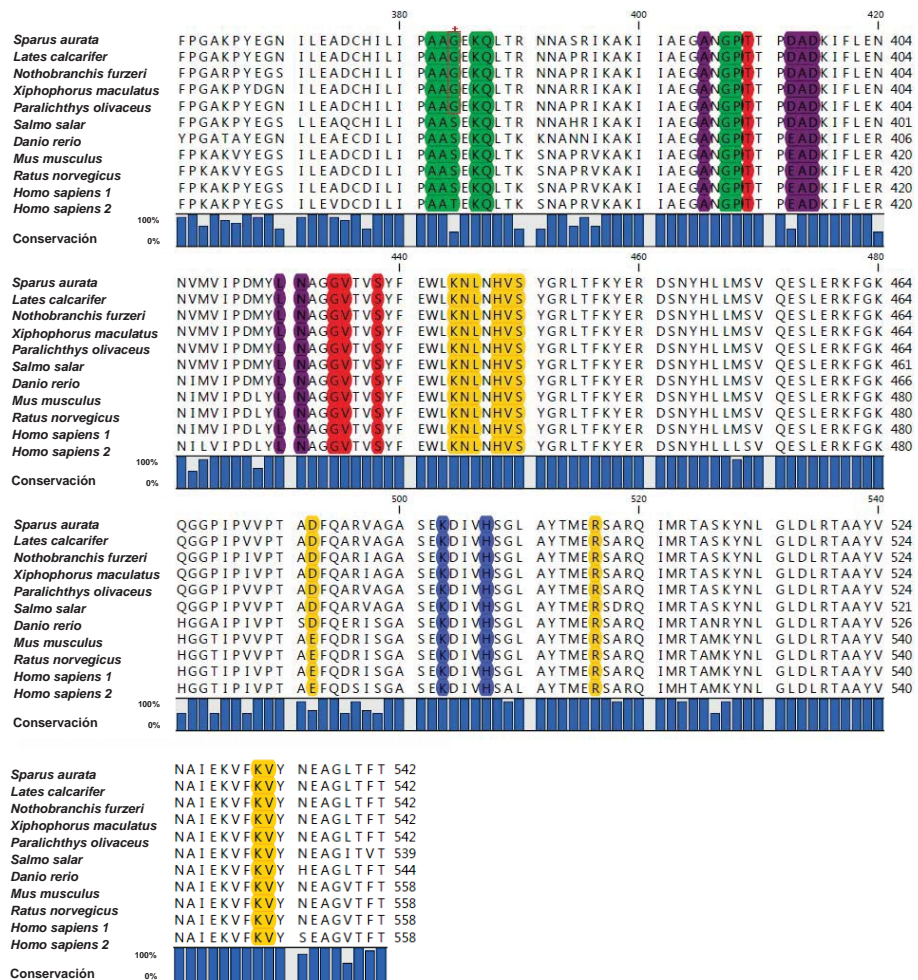 380 400 420
Sparus aurata FPGAKPYEGN ILEADCHILI PAAGEKQLTR NNASRIKAKI IAEGANGPTT PDADKIFLEN 404
Lates calcarifer FPGAKPYEGN ILEADCHILI PAAGEKQLTR NNAPRIKAKI IAEGANGPTT PDADKIFLEN 404
Nothobranchis furzeri FPGARPYEGN ILEADCHILI PAAGEKQLTR NNAPRIKAKI IAEGANGPTT PDADKIFLEN 404
Xiphophorus maculatus FPGAKPYDGN ILEADCHILI PAAGEKQLTR NNARRIKAKI IAEGANGPTT PDADKIFLEN 404
Paralichthys olivaceus FPGAKPYEGN ILEADCHILI PAAGEKQLTR NNAPRIKAKI IAEGANGPTT PDADKIFLEK 404
Salmo salar FPGAKPYEGS LLEAQCHILI PAASEKQLTR NNAHRIKAKI IAEGANGPTT PDADKIFLEN 401
Danio rerio YPGATAYEGN ILEAECDILI PAASEKQLTK KNANNIKAKI IAEGANGPTT PDADKIFLEN 406
Mus musculus FPKAKVYEGS ILEADCDILI PAASEKQLTK SNAPRVKAKI IAEGANGPTT PEADKIFLER 420
Ratus norvegicus FPKAKVYEGS ILEADCDILI PAASEKQLTK SNAPRVKAKI IAEGANGPTT PEADKIFLER 420
Homo sapiens 1 FPKAKPYEGS ILEADCDILI PAASEKQLTK SNAPRVKAKI IAEGANGPTT PEADKIFLER 420
Homo sapiens 2 FPKAKPYEGS ILEVDCDILI PAATEKQLTK SNAPRVKAKI IAEGANGPTT PEADKIFLER 420
100%
Conservación 0%
440 460 480
Sparus aurata NVMVIPDMYL NAGGVTVSYF EWLKNLNHVS YGRLTFKYER DSNYHLLMSV QESLERKFGK 464
Lates calcarifer NVMVIPDMYL NAGGVTVSYF EWLKNLNHVS YGRLTFKYER DSNYHLLMSV QESLERKFGK 464
Nothobranchis furzeri NVMVIPDMYL NAGGVTVSYF EWLKNLNHVS YGRLTFKYER DSNYHLLMSV QESLERKFGK 464
Xiphophorus maculatus NVMVIPDMYL NAGGVTVSYF EWLKNLNHVS YGRLTFKYER DSNYHLLMSV QESLERKFGK 464
Paralichthys olivaceus NVMVIPDMYL NAGGVTVSYF EWLKNLNHVS YGRLTFKYER DSNYHLLMSV QESLERKFGK 464
Salmo salar NVMVIPDMYL NAGGVTVSYF EWLKNLNHVS YGRLTFKYER DSNYHLLMSV QESLERKFGK 461
Danio rerio NIMVIPDMYL NAGGVTVSYF EWLKNLNHVS YGRLTFKYER DSNYHLLMSV QESLERKFGK 466
Mus musculus NIMVIPDLYL NAGGVTVSYF EWLKNLNHVS YGRLTFKYER DSNYHLLMSV QESLERKFGK 480
Ratus norvegicus NIMVIPDLYL NAGGVTVSYF EWLKNLNHVS YGRLTFKYER DSNYHLLMSV QESLERKFGK 480
Homo sapiens 1 NIMVIPDLYL NAGGVTVSYF EWLKNLNHVS YGRLTFKYER DSNYHLLMSV QESLERKFGK 480
Homo sapiens 2 NILVIPDLYL NAGGVTVSYF EWLKNLNHVS YGRLTFKYER DSNYHLLLSV QESLERKFGK 480
100%
Conservación 0%
500 520 540
Sparus aurata QGGPIPVVPT ADFQARVAGA SEKDIVHSGL AYTMERSARQ IMRTASKYNL GLDLRTAAYV 524
Lates calcarifer QGGPIPVVPT ADFQARVAGA SEKDIVHSGL AYTMERSARQ IMRTASKYNL GLDLRTAAYV 524
Nothobranchis furzeri QGGPIPIVPT ADFQARIAGA SEKDIVHSGL AYTMERSARQ IMRTASKYNL GLDLRTAAYV 524
Xiphophorus maculatus QGGPIPIVPT ADFQARIAGA SEKDIVHSGL AYTMERSARQ IMRTASKYNL GLDLRTAAYV 524
Paralichthys olivaceus QGGPIPIVPT ADFQARVAGA SEKDIVHSGL AYTMERSARQ IMRTASKYNL GLDLRTAAYV 524
Salmo salar QGGPIPVVPT ADFQARVAGA SEKDIVHSGL AYTMERSDRQ IMRTASKYNL GLDLRTAAYV 521
Danio rerio HGGAIPIVPT SDFQERISGA SEKDIVHSGL AYTMERSARQ IMRTANRYNL GLDLRTAAYV 526
Mus musculus HGGTIPVVPT AEFQDRISGA SEKDIVHSGL AYTMERSARQ IMRTAMKYNL GLDLRTAAYV 540
Ratus norvegicus HGGTIPVVPT AEFQDRISGA SEKDIVHSGL AYTMERSARQ IMRTAMKYNL GLDLRTAAYV 540
Homo sapiens 1 HGGTIPIVPT AEFQDRISGA SEKDIVHSGL AYTMERSARQ IMRTAMKYNL GLDLRTAAYV 540
Homo sapiens 2 HGGTIPIVPT AEFQDSISGA SEKDIVHSAL AYTMERSARQ IMHTAMKYNL GLDLRTAAYV 540
100%
Conservación 0%
Sparus aurata NAIEKVFKVY NEAGLTFT 542
Lates calcarifer NAIEKVFKVY NEAGLTFT 542
Nothobranchis furzeri NAIEKVFKVY NEAGLTFT 542
Xiphophorus maculatus NAIEKVFKVY NEAGLTFT 542
Paralichthys olivaceus NAIEKVFKVY NEAGLTFT 542
Salmo salar NAIEKVFKVY NEAGITVT 539
Danio rerio NAIEKVFKVY HEAGLTFT 544
Mus musculus NAIEKVFKVY NEAGVTFT 558
Ratus norvegicus NAIEKVFKVY NEAGVTFT 558
Homo sapiens 1 NAIEKVFKVY NEAGVTFT 558
Homo sapiens 2 NAIEKVFKVY SEAGVTFT 558
100%
Conservación 0%